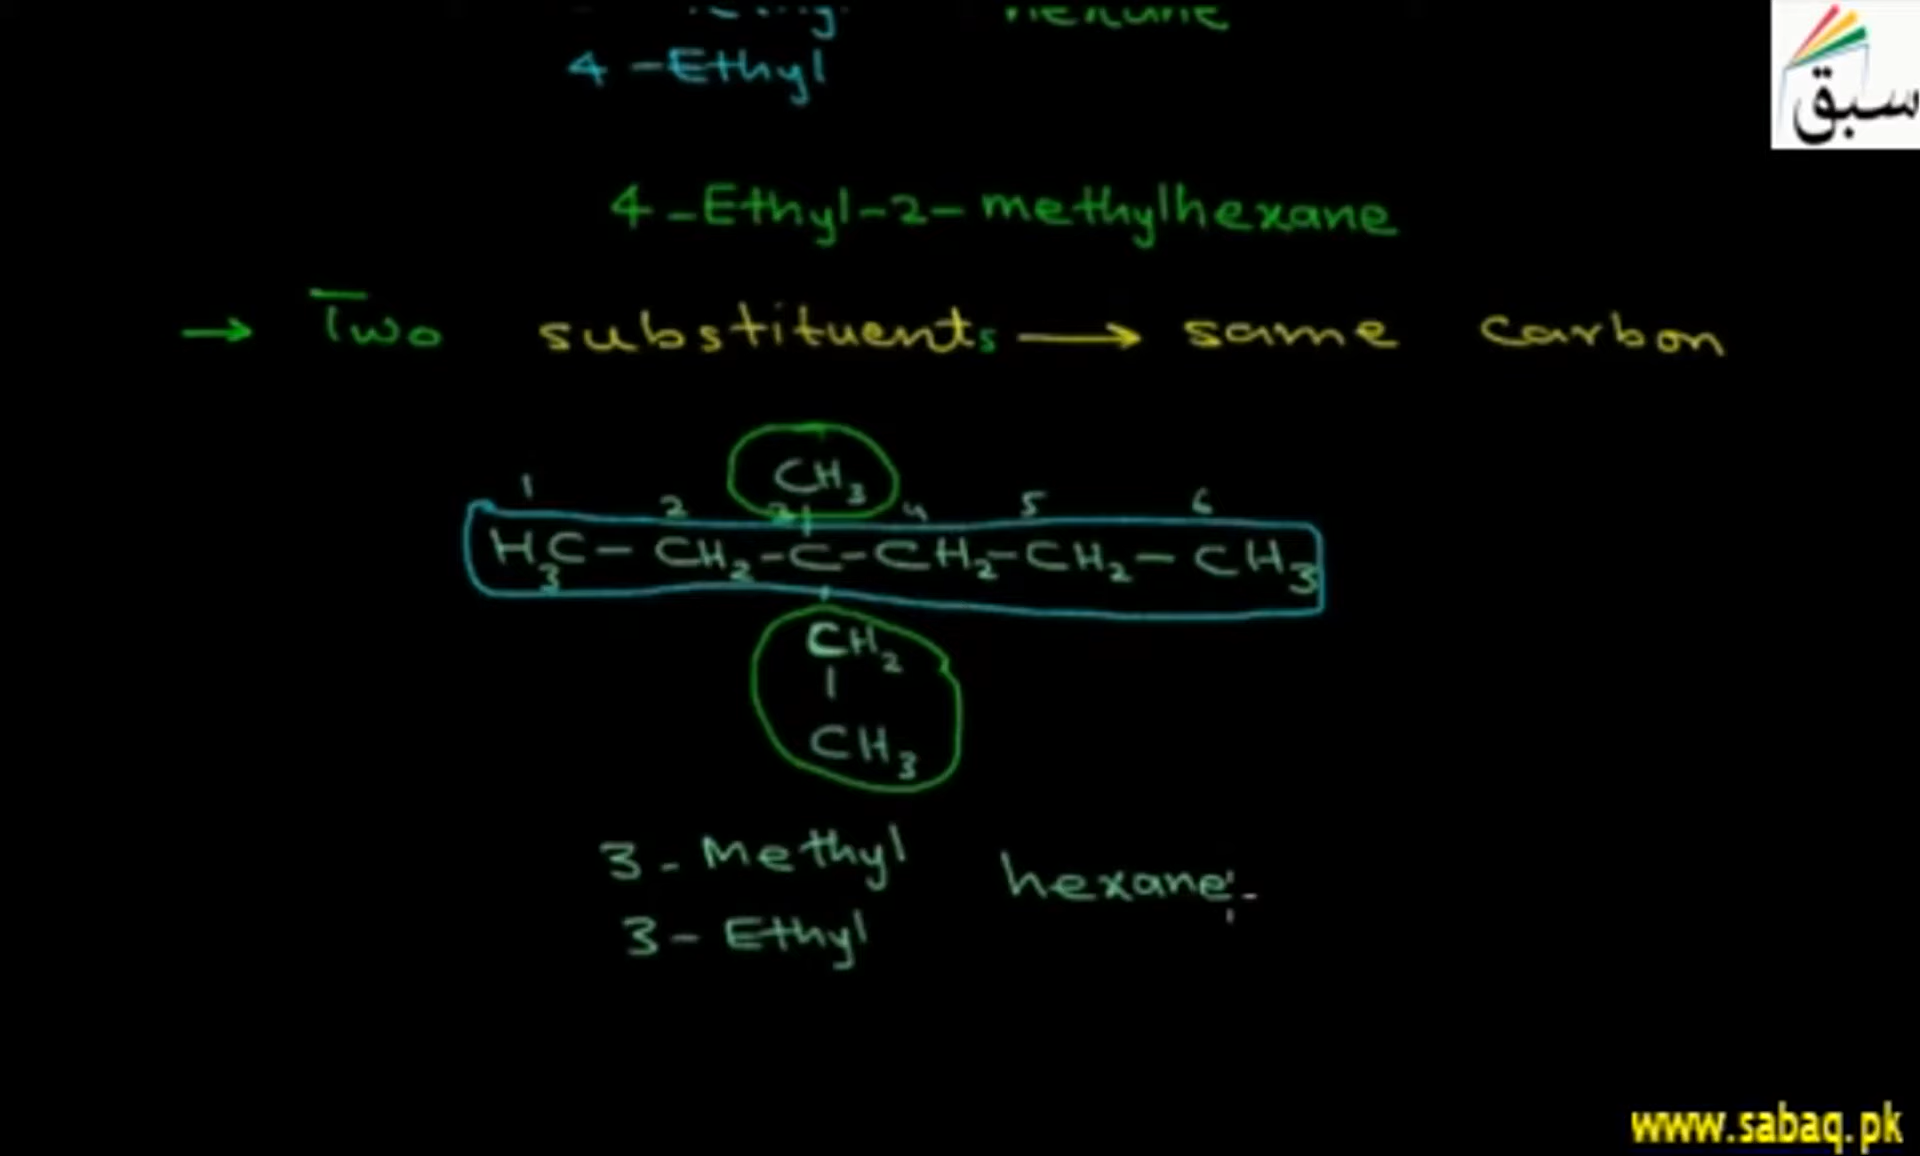 hexane
4 - Ethyl
سبق
4 - Ethyl - 2 - methylhexane
→ Two substituents → same carbon
CH₃
1 2 3 4 5 6
H₃C - CH₂ - C - CH₂ - CH₂ - CH₃
CH₂
CH₃
3 - Methyl
hexane
3 - Ethyl
www.sabaq.pk